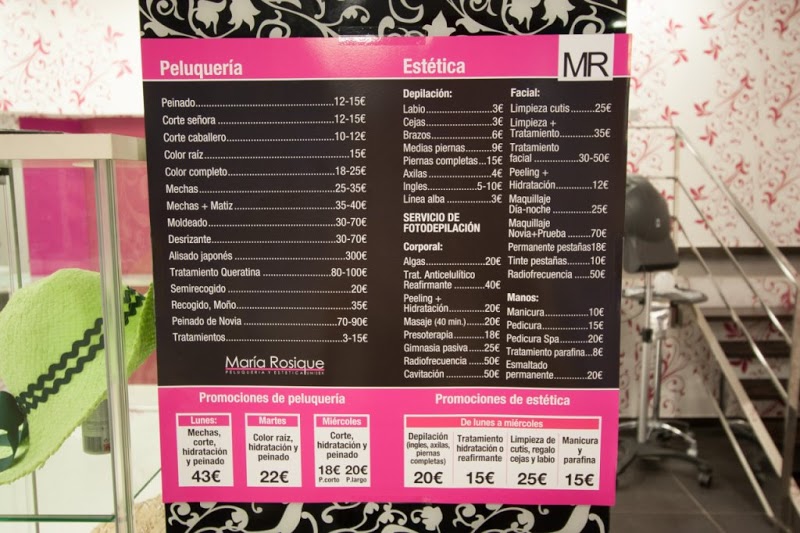 Peluquería
Peinado..................12-15€
Corte señora..................12-15€
Corte caballero..................10-12€
Color raíz..................15€
Color completo..................18-25€
Mechas..................25-35€
Mechas + Matiz..................35-40€
Moldeado..................30-70€
Desrizante..................30-70€
Alisado japonés..................300€
Tratamiento Queratina..................80-100€
Semirecogido..................20€
Recogido, Moño..................35€
Peinado de Novia..................70-90€
Tratamientos..................3-15€
María Rosique
PELUQUERIA Y ESTETICA
Estética
MR
Depilación:
Labio..................3€
Cejas..................3€
Brazos..................6€
Medias piernas.........9€
Piernas completas...15€
Axilas..................4€
Ingles.............5-10€
Línea alba..............3€
SERVICIO DE
FOTODEPILACIÓN
Corporal:
Algas..................20€
Trat. Anticelulítico
Reafirmante..........40€
Peeling +
Hidratación............20€
Masaje (40 min.)......20€
Presoterapia...........18€
Gimnasia pasiva......25€
Radiofrecuencia......50€
Cavitación.............50€
Facial:
Limpieza cutis.........25€
Limpieza +
Tratamiento............35€
Tratamiento
facial..............30-50€
Peeling +
Hidratación............12€
Maquillaje
Día-noche.............25€
Maquillaje
Novia+Prueba........70€
Permanente pestañas18€
Tinte pestañas........10€
Radiofrecuencia.....50€
Manos:
Manicura...............10€
Pedicura................15€
Pedicura Spa..........20€
Tratamiento parafina...8€
Esmaltado
permanente............20€
Promociones de peluquería
Lunes:
Mechas,
corte,
hidratación
y peinado
43€
Martes
Color raiz,
hidratación y
peinado
22€
Miércoles
Corte,
hidratación y
peinado
18€ 20€
P.corto P.largo
Promociones de estética
De lunes a miércoles
Depilación
(ingles, axilas,
piernas
completas)
20€
Tratamiento
hidratación o
reafirmante
15€
Limpieza de
cutis, regalo
cejas y labio
25€
Manicura
y
parafina
15€